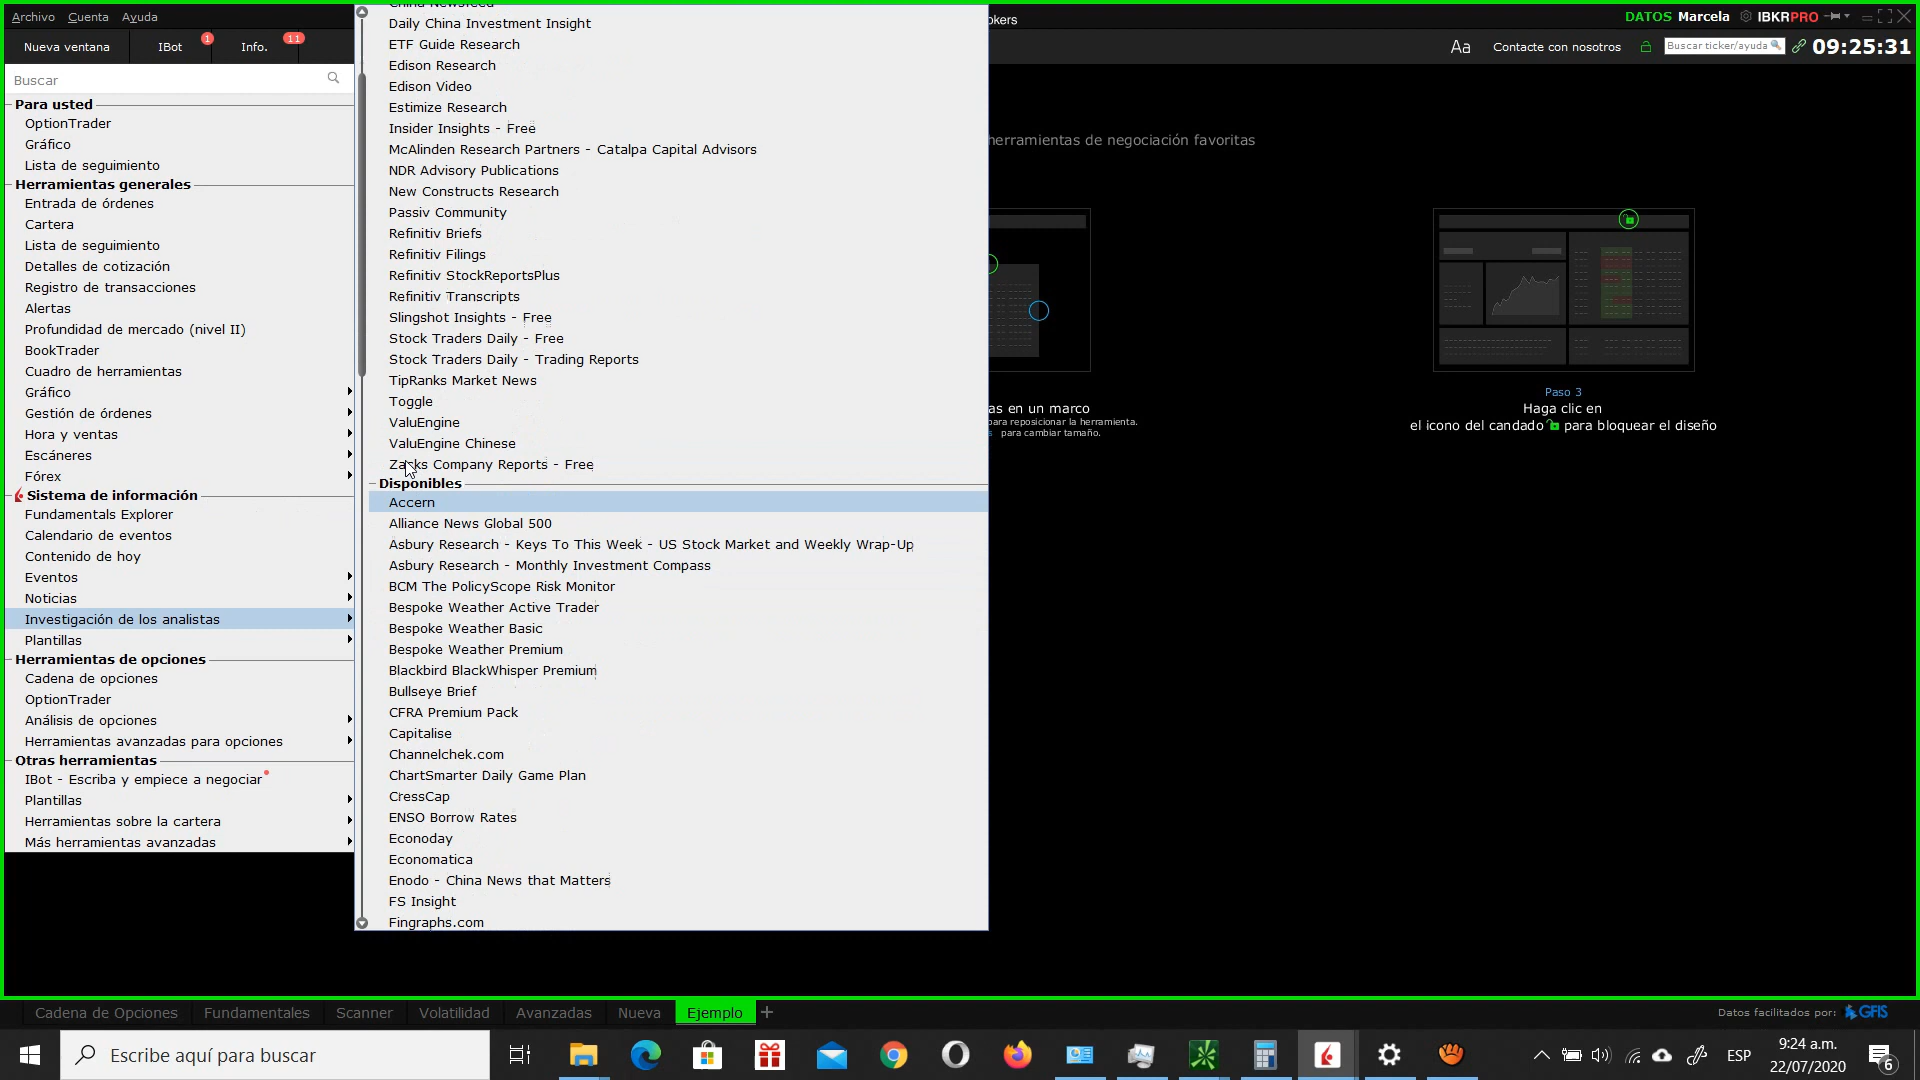 Archivo Cuenta Ayuda
okers
DATOS Marcela IBKRPRO
Nueva ventana IBot 1 Info. 11
Aa Contacte con nosotros Buscar ticker/ayuda 09:25:31
Buscar
Para usted
OptionTrader
Gráfico
Lista de seguimiento
Herramientas generales
Entrada de órdenes
Cartera
Lista de seguimiento
Detalles de cotización
Registro de transacciones
Alertas
Profundidad de mercado (nivel II)
BookTrader
Cuadro de herramientas
Gráfico
Gestión de órdenes
Hora y ventas
Escáneres
Fórex
Sistema de información
Fundamentals Explorer
Calendario de eventos
Contenido de hoy
Eventos
Noticias
Investigación de los analistas
Plantillas
Herramientas de opciones
Cadena de opciones
OptionTrader
Análisis de opciones
Herramientas avanzadas para opciones
Otras herramientas
IBot - Escriba y empiece a negociar
Plantillas
Herramientas sobre la cartera
Más herramientas avanzadas
China Newsfeed
Daily China Investment Insight
ETF Guide Research
Edison Research
Edison Video
Estimize Research
Insider Insights - Free
McAlinden Research Partners - Catalpa Capital Advisors
NDR Advisory Publications
New Constructs Research
Passiv Community
Refinitiv Briefs
Refinitiv Filings
Refinitiv StockReportsPlus
Refinitiv Transcripts
Slingshot Insights - Free
Stock Traders Daily - Free
Stock Traders Daily - Trading Reports
TipRanks Market News
Toggle
ValuEngine
ValuEngine Chinese
Zacks Company Reports - Free
Disponibles
Accern
Alliance News Global 500
Asbury Research - Keys To This Week - US Stock Market and Weekly Wrap-Up
Asbury Research - Monthly Investment Compass
BCM The PolicyScope Risk Monitor
Bespoke Weather Active Trader
Bespoke Weather Basic
Bespoke Weather Premium
Blackbird BlackWhisper Premium
Bullseye Brief
CFRA Premium Pack
Capitalise
Channelchek.com
ChartSmarter Daily Game Plan
CressCap
ENSO Borrow Rates
Econoday
Economatica
Enodo - China News that Matters
FS Insight
Fingraphs.com
herramientas de negociación favoritas
as en un marco
para reposicionar la herramienta.
s para cambiar tamaño.
Paso 3
Haga clic en
el icono del candado para bloquear el diseño
Cadena de Opciones Fundamentales Scanner Volatilidad Avanzadas Nueva Ejemplo +
Datos facilitados por: GFIS
Escribe aquí para buscar
ESP
9:24 a.m.
22/07/2020
6